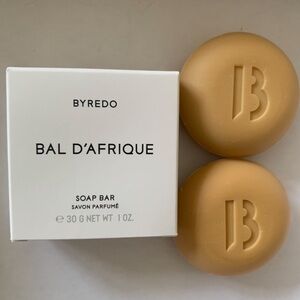 BYREDO
BAL D'AFRIQUE
SOAP BAR
SAVON PARFUMÉ
℮ 30 G NET WT 1 OZ.
B
B